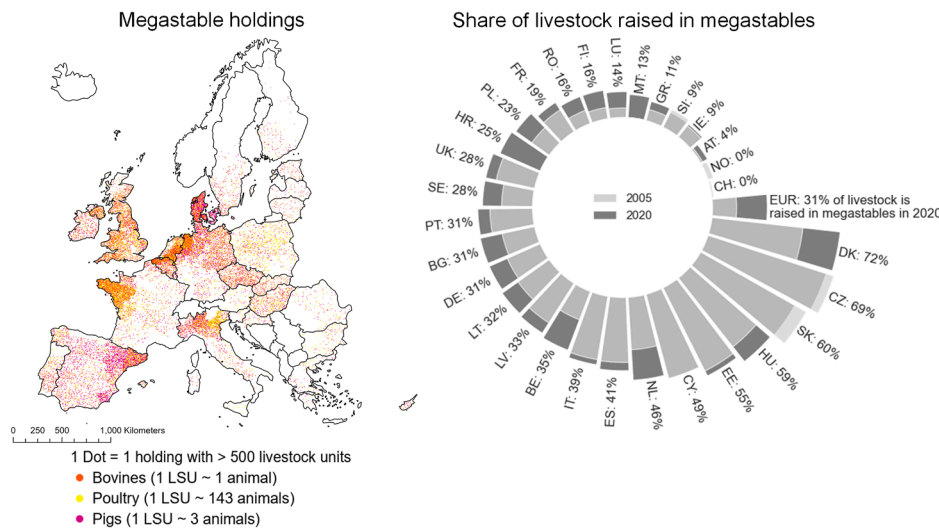 Megastable holdings
Share of livestock raised in megastables
0 250 500 1,000 Kilometers
1 Dot = 1 holding with > 500 livestock units
Bovines (1 LSU ~ 1 animal)
Poultry (1 LSU ~ 143 animals)
Pigs (1 LSU ~ 3 animals)
2005
2020
EUR: 31% of livestock is
raised in megastables in 2020
DK: 72%
CZ: 69%
SK: 60%
HU: 59%
EE: 55%
CY: 49%
NL: 46%
ES: 41%
IT: 39%
BE: 35%
LV: 33%
LT: 32%
DE: 31%
BG: 31%
PT: 31%
SE: 28%
UK: 28%
HR: 25%
PL: 23%
FR: 19%
RO: 16%
FI: 16%
LU: 14%
MT: 13%
GR: 11%
SI: 9%
IE: 9%
AT: 4%
NO: 0%
CH: 0%